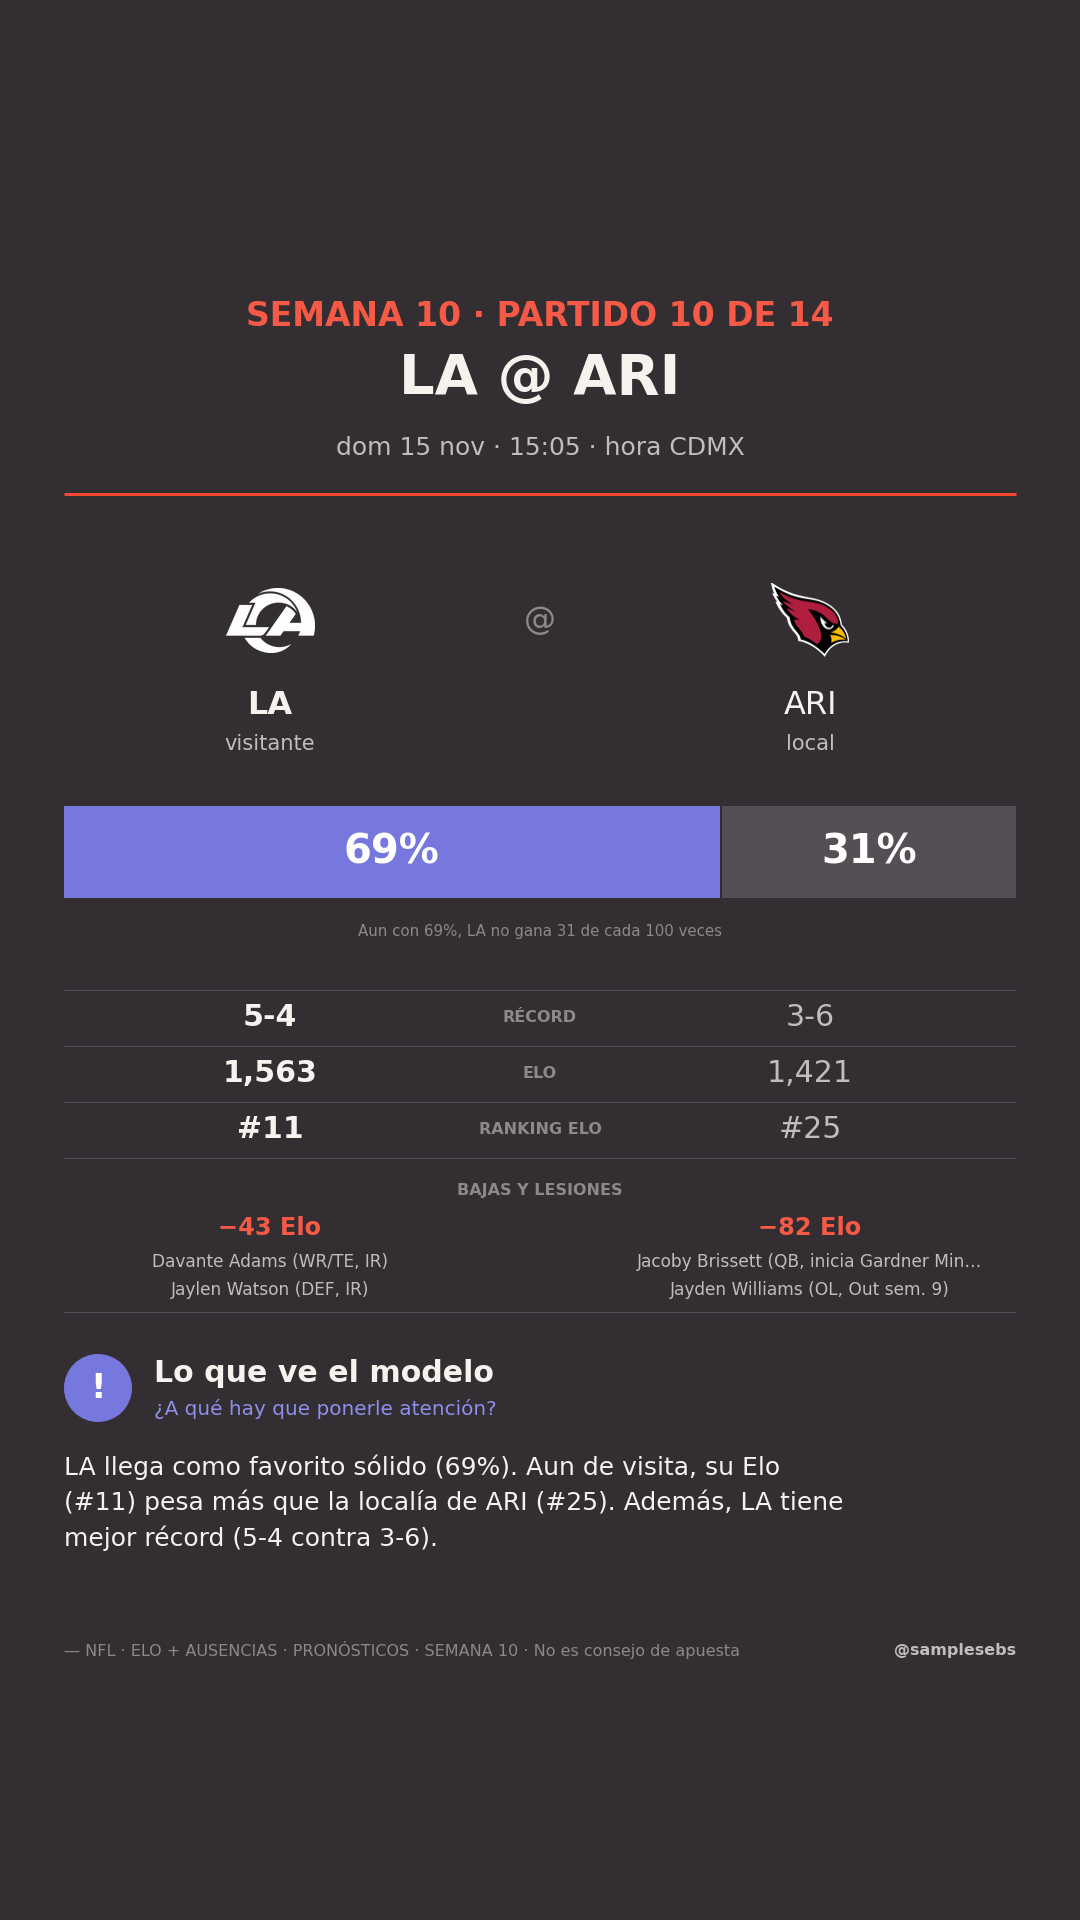 SEMANA 10 · PARTIDO 10 DE 14
LA @ ARI
dom 15 nov · 15:05 · hora CDMX
LA
@
LA
ARI
visitante
local
69%
31%
Aun con 69%, LA no gana 31 de cada 100 veces
5-4 RÉCORD 3-6
1,563 ELO 1,421
#11 RANKING ELO #25
BAJAS Y LESIONES
−43 Elo
−82 Elo
Davante Adams (WR/TE, IR)
Jacoby Brissett (QB, inicia Gardner Min…
Jaylen Watson (DEF, IR)
Jayden Williams (OL, Out sem. 9)
!
Lo que ve el modelo
¿A qué hay que ponerle atención?
LA llega como favorito sólido (69%). Aun de visita, su Elo
(#11) pesa más que la localía de ARI (#25). Además, LA tiene
mejor récord (5-4 contra 3-6).
— NFL · ELO + AUSENCIAS · PRONÓSTICOS · SEMANA 10 · No es consejo de apuesta
@samplesebs